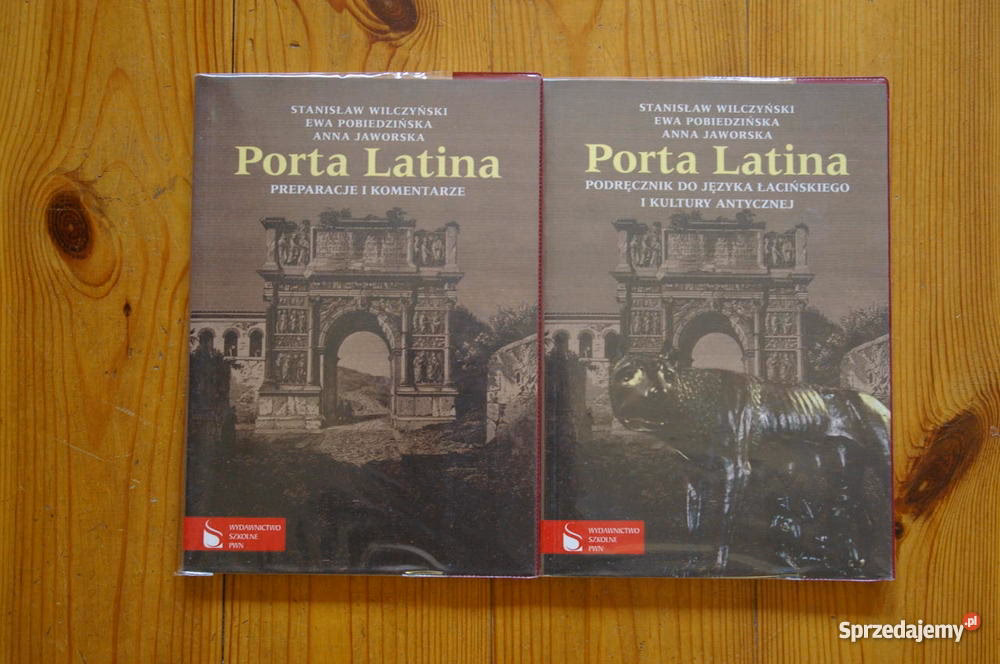 STANISŁAW WILCZYŃSKI
EWA POBIEDZIŃSKA
ANNA JAWORSKA
Porta Latina
PREPARACJE I KOMENTARZE
WYDAWNICTWO
SZKOLNE
PWN
STANISŁAW WILCZYŃSKI
EWA POBIEDZIŃSKA
ANNA JAWORSKA
Porta Latina
PODRĘCZNIK DO JĘZYKA ŁACIŃSKIEGO
I KULTURY ANTYCZNEJ
WYDAWNICTWO
SZKOLNE
PWN
Sprzedajemy.pl